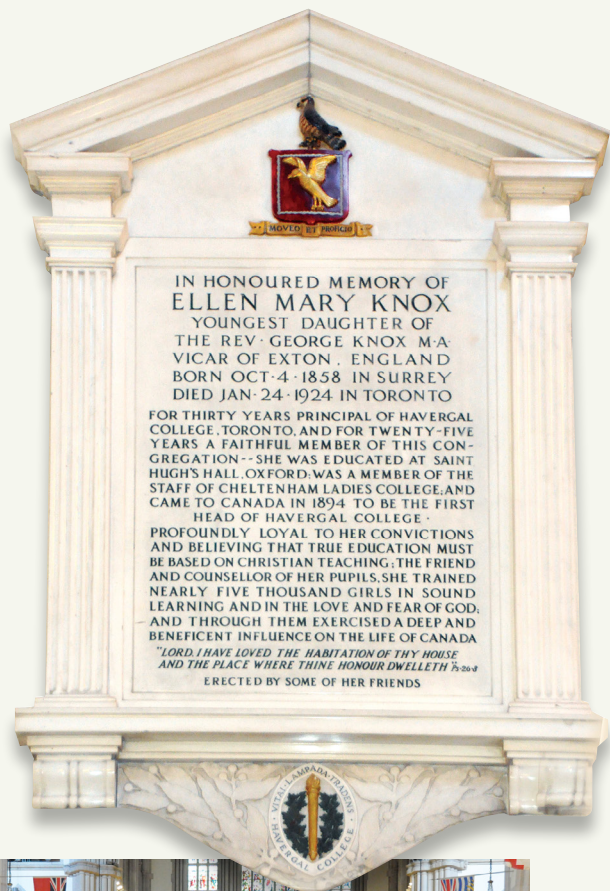 MOVEO ET PROFICIO
IN HONOURED MEMORY OF
ELLEN MARY KNOX
YOUNGEST DAUGHTER OF
THE REV· GEORGE KNOX M·A·
VICAR OF EXTON, ENGLAND
BORN OCT·4·1858 IN SURREY
DIED JAN·24·1924 IN TORONTO
FOR THIRTY YEARS PRINCIPAL OF HAVERGAL
COLLEGE, TORONTO, AND FOR TWENTY-FIVE
YEARS A FAITHFUL MEMBER OF THIS CON-
GREGATION--SHE WAS EDUCATED AT SAINT
HUGH'S HALL, OXFORD; WAS A MEMBER OF THE
STAFF OF CHELTENHAM LADIES COLLEGE; AND
CAME TO CANADA IN 1894 TO BE THE FIRST
HEAD OF HAVERGAL COLLEGE·
PROFOUNDLY LOYAL TO HER CONVICTIONS
AND BELIEVING THAT TRUE EDUCATION MUST
BE BASED ON CHRISTIAN TEACHING; THE FRIEND
AND COUNSELLOR OF HER PUPILS, SHE TRAINED
NEARLY FIVE THOUSAND GIRLS IN SOUND
LEARNING AND IN THE LOVE AND FEAR OF GOD;
AND THROUGH THEM EXERCISED A DEEP AND
BENEFICENT INFLUENCE ON THE LIFE OF CANADA
"LORD, I HAVE LOVED THE HABITATION OF THY HOUSE
AND THE PLACE WHERE THINE HONOUR DWELLETH" Ps·26·8
ERECTED BY SOME OF HER FRIENDS
·VITAI·LAMPADA·TRADENS·
HAVERGAL COLLEGE